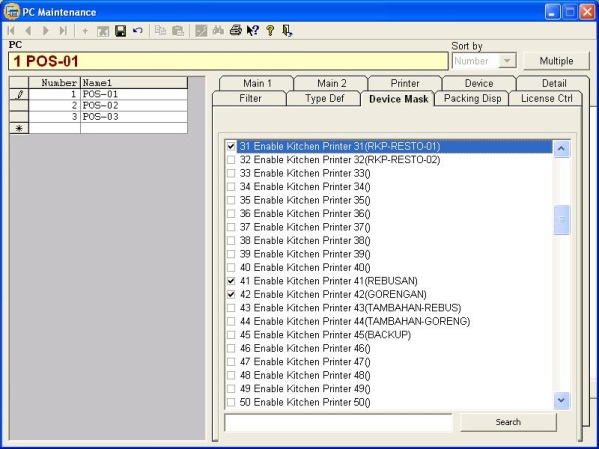 PC Maintenance
PC
Sort by
1 POS-01
Number
Multiple
Number Name1
1 POS-01
2 POS-02
3 POS-03
Main 1 Main 2 Printer Device Detail
Filter Type Def Device Mask Packing Disp License Ctrl
31 Enable Kitchen Printer 31(RKP-RESTO-01)
32 Enable Kitchen Printer 32(RKP-RESTO-02)
33 Enable Kitchen Printer 33()
34 Enable Kitchen Printer 34()
35 Enable Kitchen Printer 35()
36 Enable Kitchen Printer 36()
37 Enable Kitchen Printer 37()
38 Enable Kitchen Printer 38()
39 Enable Kitchen Printer 39()
40 Enable Kitchen Printer 40()
41 Enable Kitchen Printer 41(REBUSAN)
42 Enable Kitchen Printer 42(GORENGAN)
43 Enable Kitchen Printer 43(TAMBAHAN-REBUS)
44 Enable Kitchen Printer 44(TAMBAHAN-GORENG)
45 Enable Kitchen Printer 45(BACKUP)
46 Enable Kitchen Printer 46()
47 Enable Kitchen Printer 47()
48 Enable Kitchen Printer 48()
49 Enable Kitchen Printer 49()
50 Enable Kitchen Printer 50()
Search